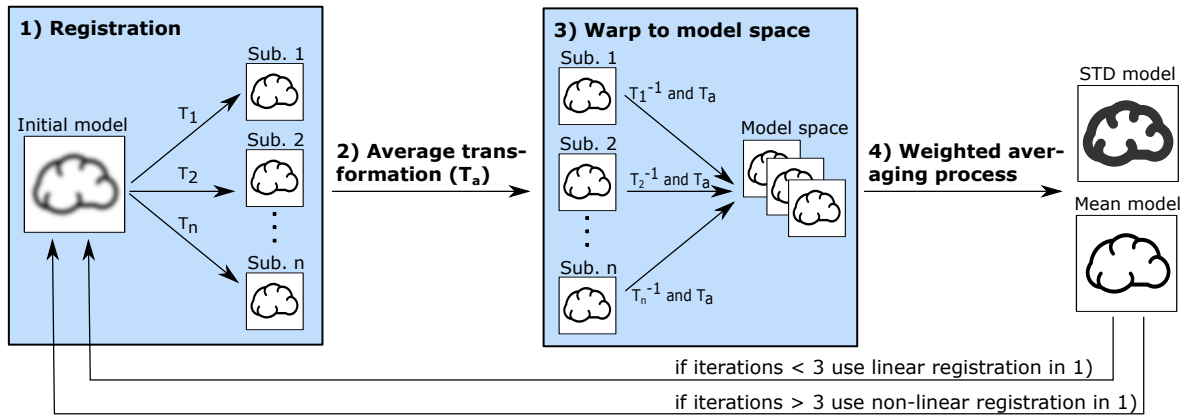 1) Registration
Initial model
T1
T2
Tn
Sub. 1
Sub. 2
Sub. n
2) Average trans-
formation (Ta)
3) Warp to model space
Sub. 1
Sub. 2
Sub. n
T1-1 and Ta
T2-1 and Ta
Tn-1 and Ta
Model space
4) Weighted aver-
aging process
STD model
Mean model
if iterations < 3 use linear registration in 1)
if iterations > 3 use non-linear registration in 1)